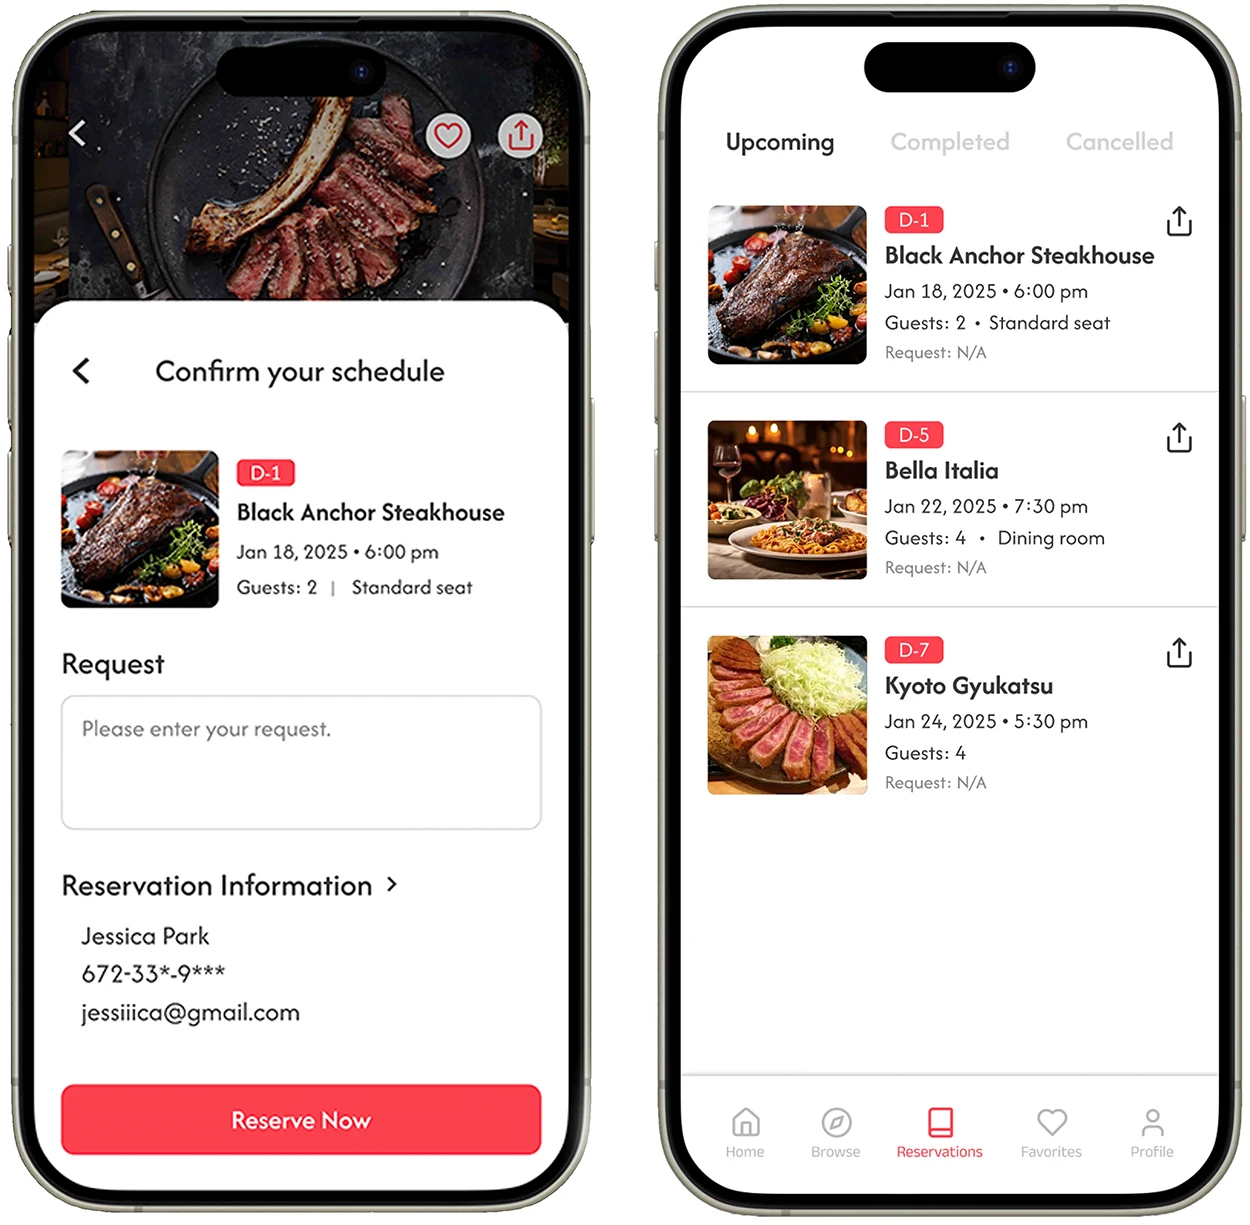 Confirm your schedule
D-1
Black Anchor Steakhouse
Jan 18, 2025 • 6:00 pm
Guests: 2 | Standard seat
Request
Please enter your request.
Reservation Information >
Jessica Park
672-33*-9***
jessiiica@gmail.com
Reserve Now
Upcoming Completed Cancelled
D-1
Black Anchor Steakhouse
Jan 18, 2025 • 6:00 pm
Guests: 2 • Standard seat
Request: N/A
D-5
Bella Italia
Jan 22, 2025 • 7:30 pm
Guests: 4 • Dining room
Request: N/A
D-7
Kyoto Gyukatsu
Jan 24, 2025 • 5:30 pm
Guests: 4
Request: N/A
Home Browse Reservations Favorites Profile